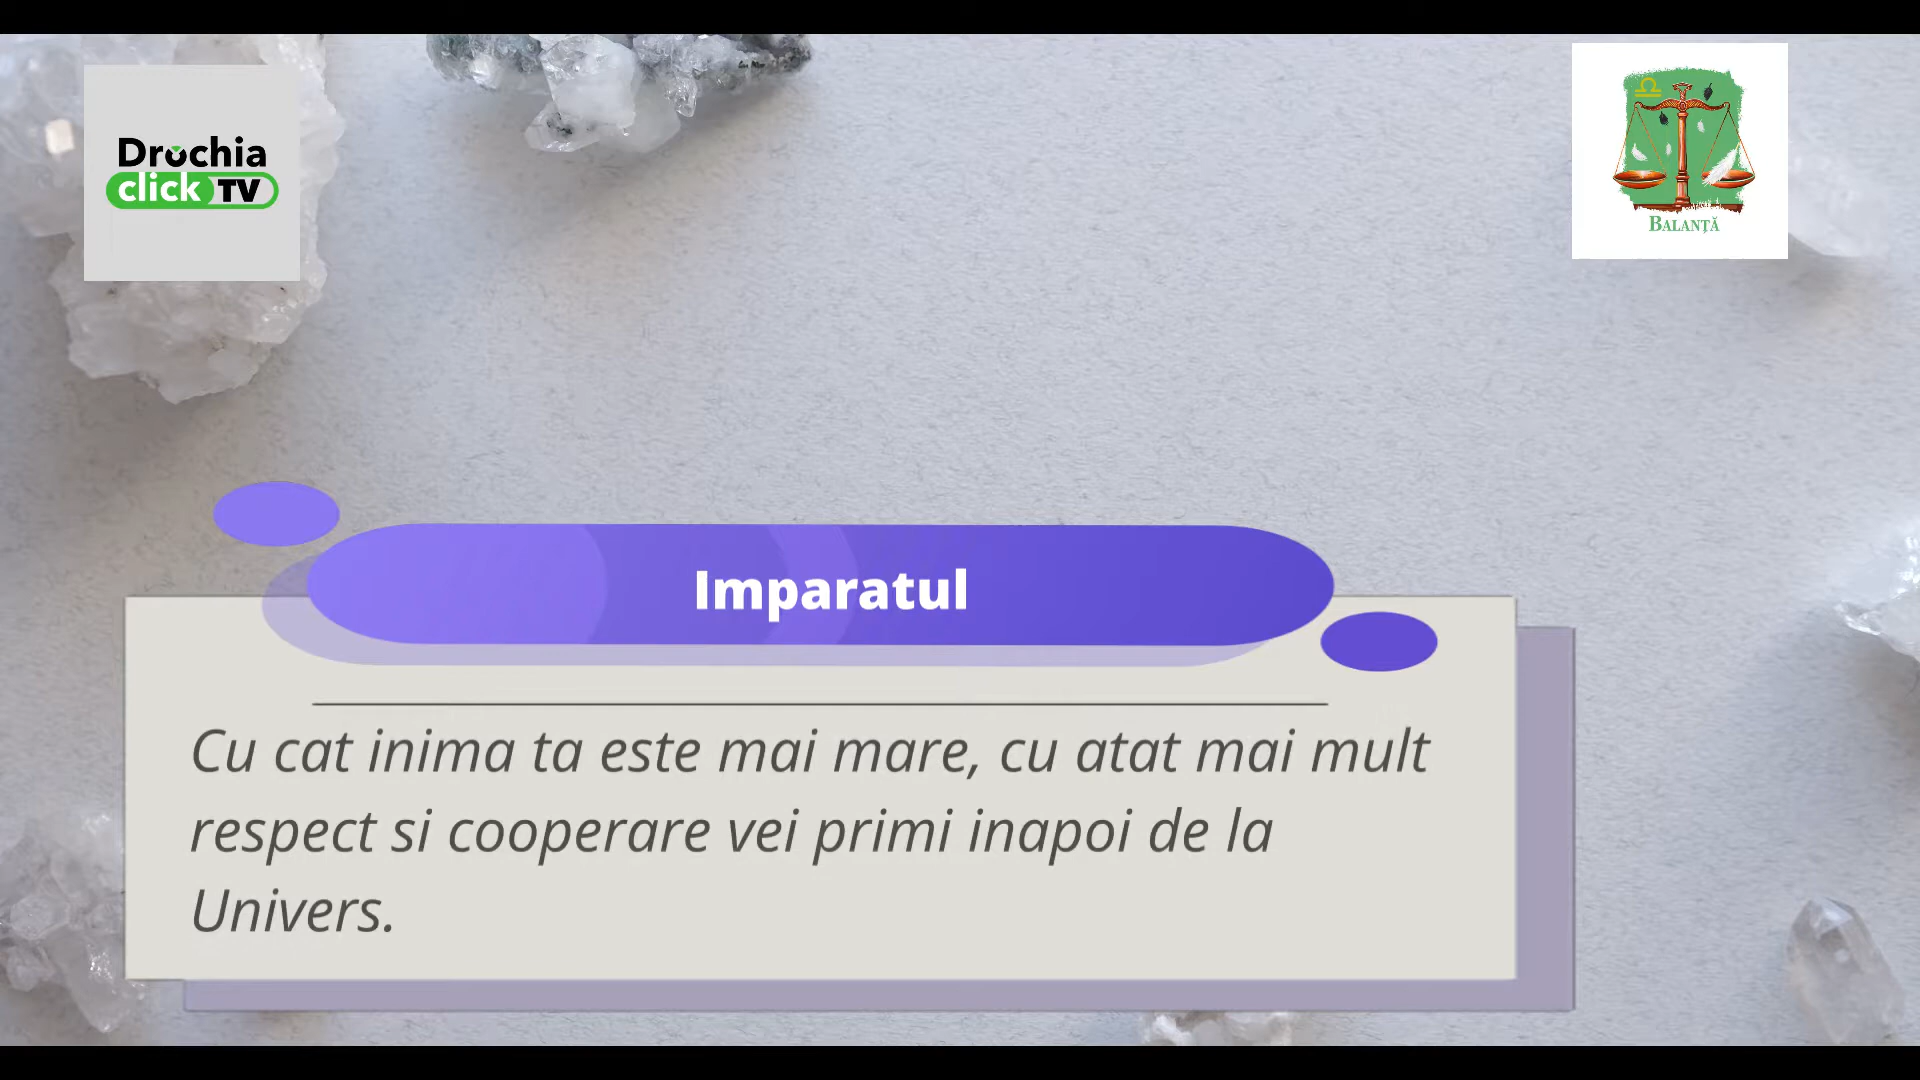 Drochia
click TV
BALANȚĂ
Imparatul
Cu cat inima ta este mai mare, cu atat mai mult
respect si cooperare vei primi inapoi de la
Univers.